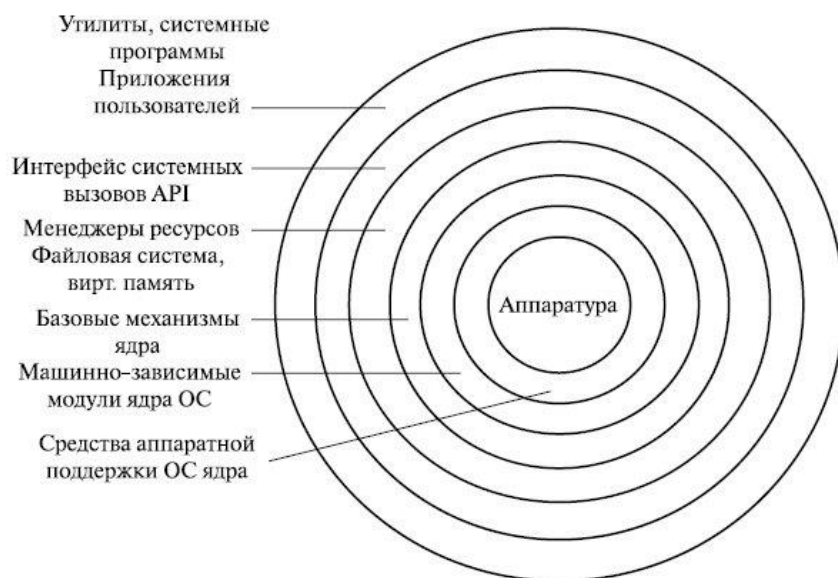 Утилиты, системные
программы
Приложения
пользователей
Интерфейс системных
вызовов API
Менеджеры ресурсов
Файловая система,
вирт. память
Базовые механизмы
ядра
Машинно-зависимые
модули ядра ОС
Средства аппаратной
поддержки ОС ядра
Аппаратура